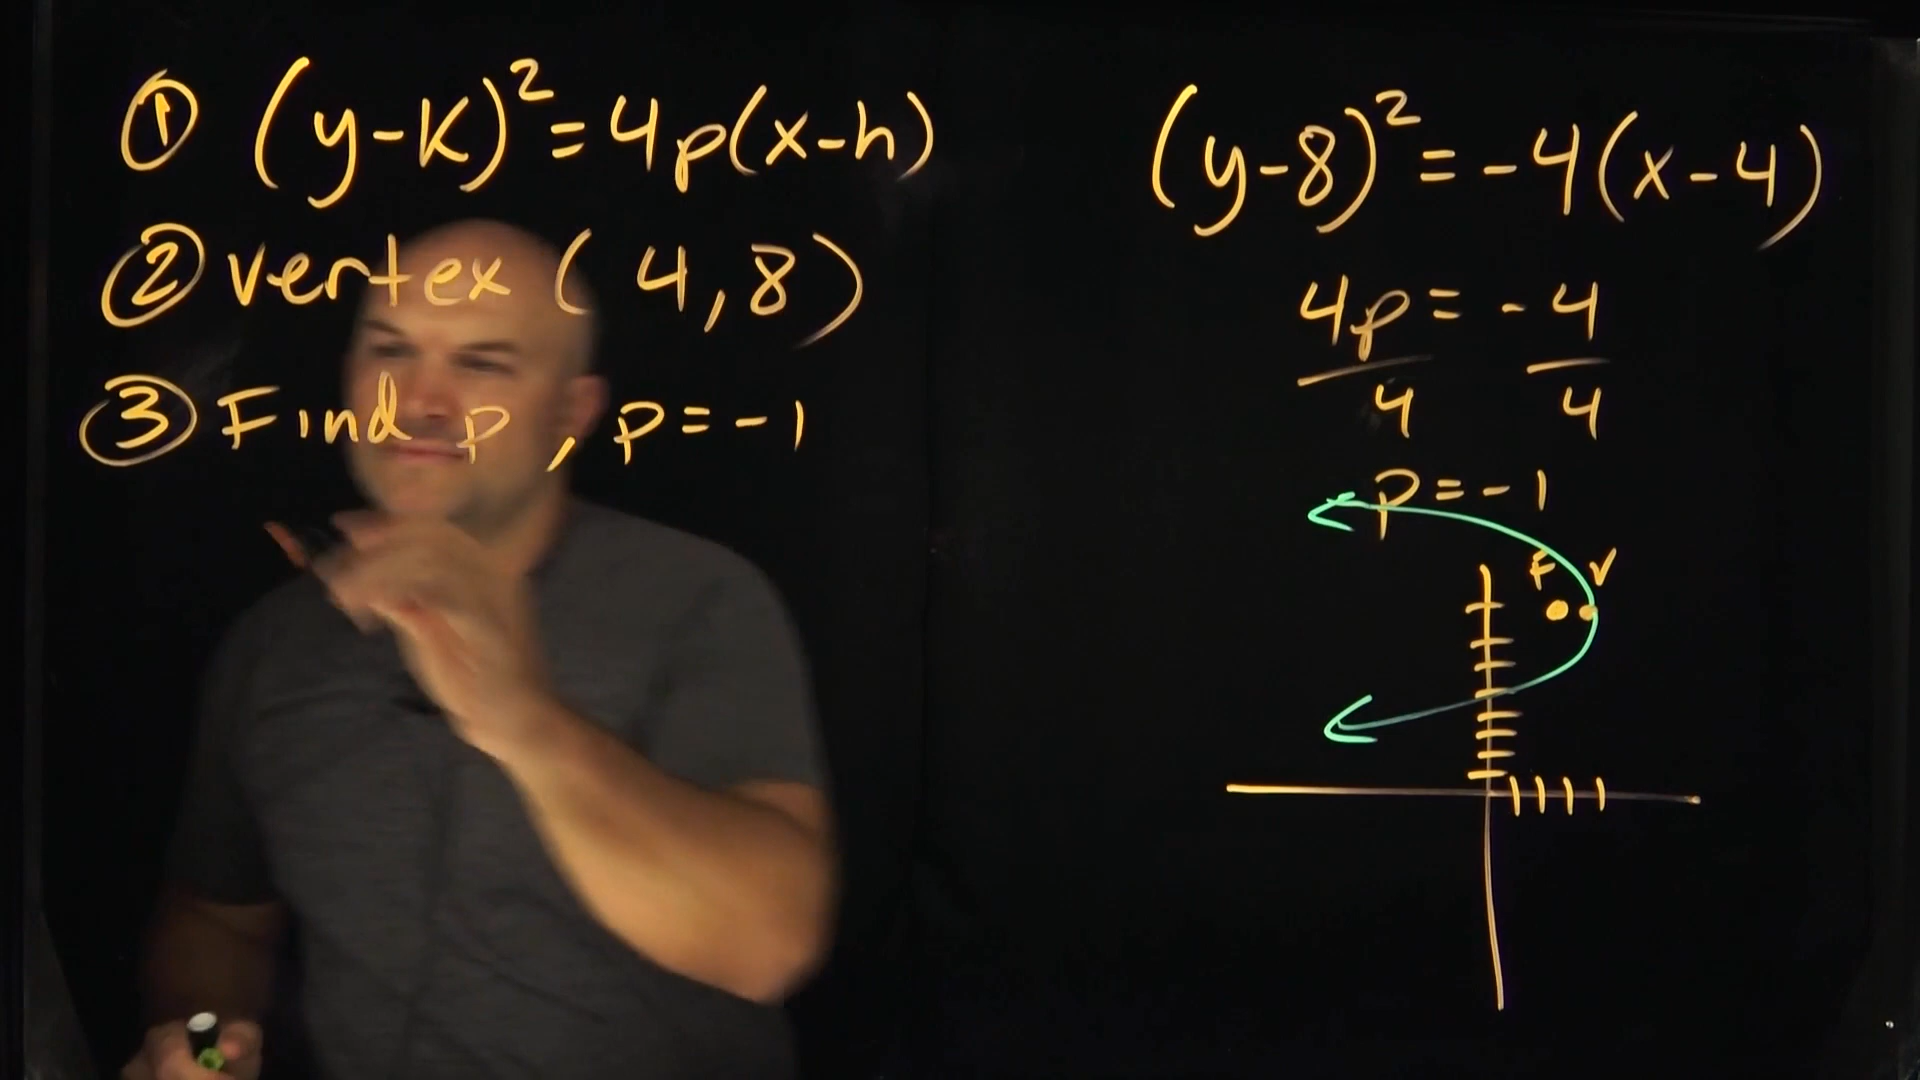 ① (y-k)²=4p(x-h)
② vertex (4,8)
③ Find p, p=-1
(y-8)²=-4(x-4)
4p=-4
4 4
p=-1
F V